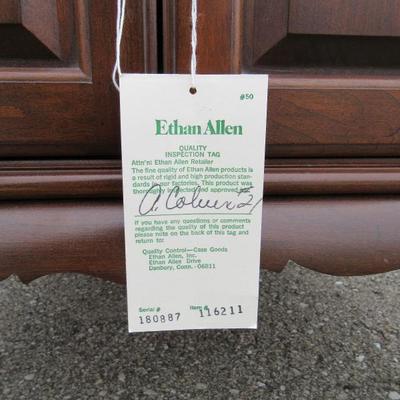 #50
Ethan Allen
QUALITY
INSPECTION TAG
Att'n: Ethan Allen Retailer
The fine quality of Ethan Allen products is
a result of rigid and high production stan-
dards in our factories. This product was
thoroughly inspected and approved
If you have any questions or comments
regarding the quality of this product
please note on the back of this tag and
return to:
Quality Control—Case Goods
Ethan Allen, Inc.
Ethan Allen Drive
Danbury, Conn. 06811
Serial # Item #
180887 116211